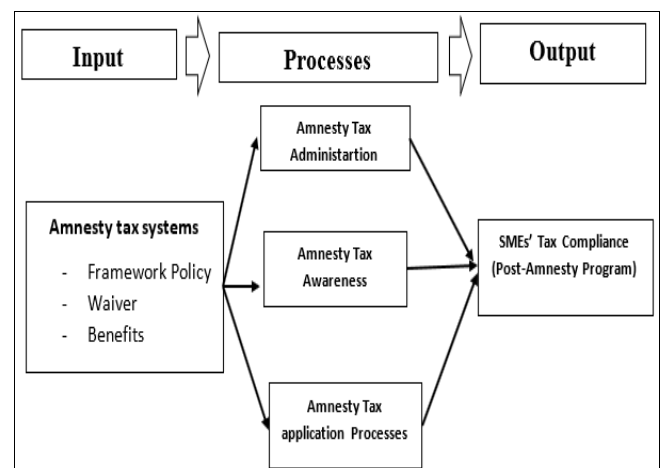 Input
Processes
Output
Amnesty Tax
Administartion
Amnesty tax systems
- Framework Policy
- Waiver
- Benefits
Amnesty Tax
Awareness
SMEs' Tax Compliance
(Post-Amnesty Program)
Amnesty Tax
application Processes